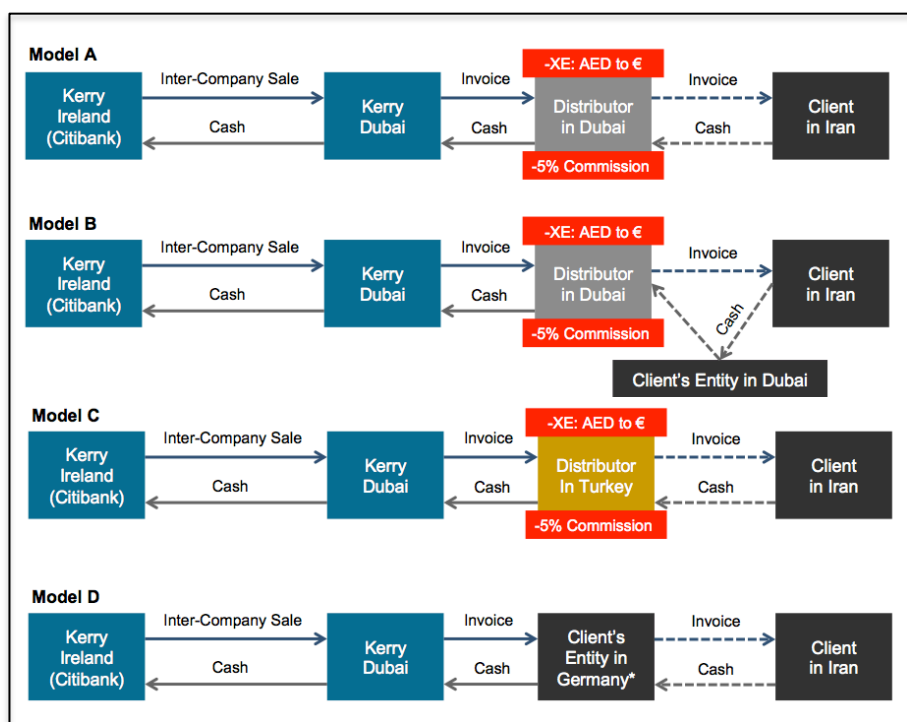 Model A
-XE: AED to €
Kerry
Ireland
(Citibank)
Inter-Company Sale
Cash
Kerry
Dubai
Invoice
Cash
Distributor
in Dubai
-5% Commission
Invoice
Cash
Client
in Iran
Model B
-XE: AED to €
Kerry
Ireland
(Citibank)
Inter-Company Sale
Cash
Kerry
Dubai
Invoice
Cash
Distributor
in Dubai
-5% Commission
Invoice
Cash
Client
in Iran
Client's Entity in Dubai
Model C
-XE: AED to €
Kerry
Ireland
(Citibank)
Inter-Company Sale
Cash
Kerry
Dubai
Invoice
Cash
Distributor
In Turkey
-5% Commission
Invoice
Cash
Client
in Iran
Model D
Kerry
Ireland
(Citibank)
Inter-Company Sale
Cash
Kerry
Dubai
Invoice
Cash
Client's
Entity in
Germany*
Invoice
Cash
Client
in Iran